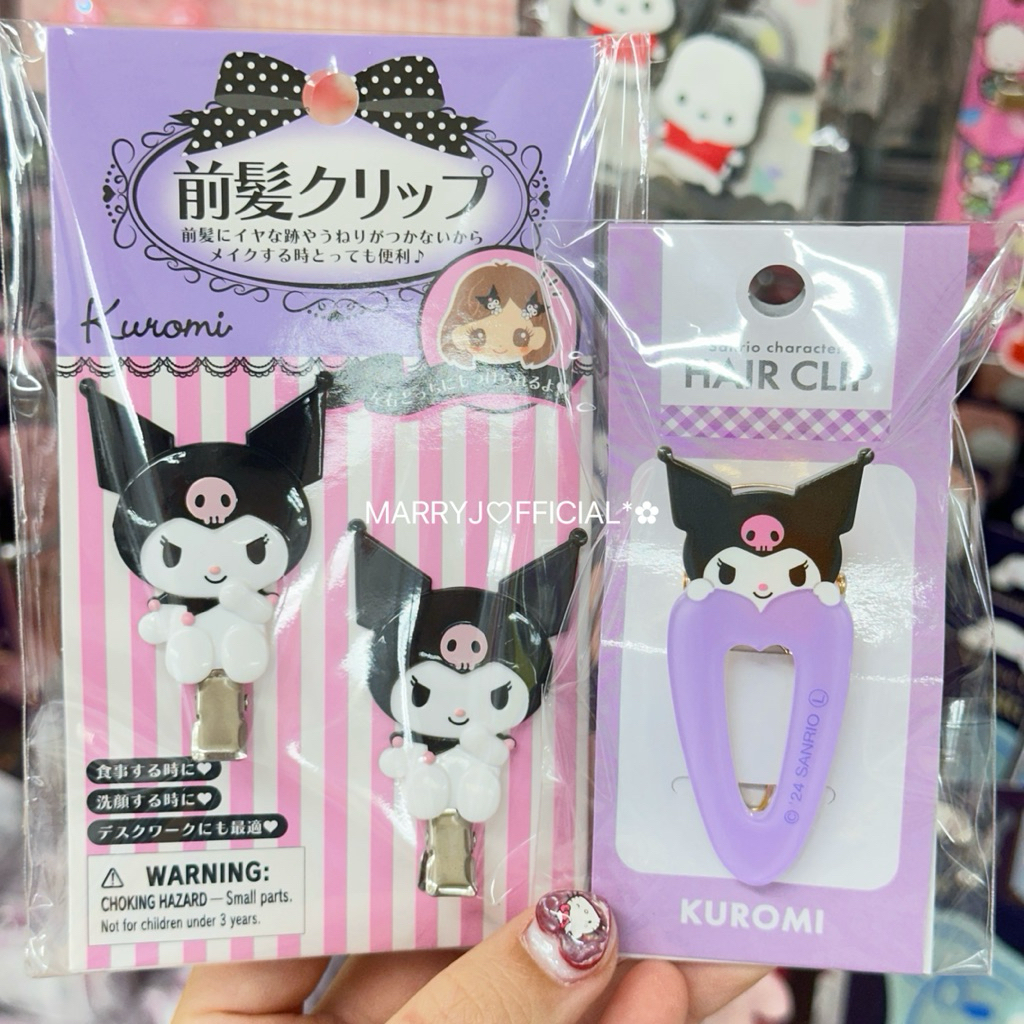 前髪クリップ
前髪にイヤな跡やうねりがつかないから
メイクする時とっても便利♪
Kuromi
MARRYJ♡OFFICIAL*✿
食事する時に♥
洗顔する時に♥
デスクワークにも最適♥
⚠ WARNING:
CHOKING HAZARD — Small parts.
Not for children under 3 years.
Sanrio character
HAIR CLIP
© '24 SANRIO Ⓛ
KUROMI